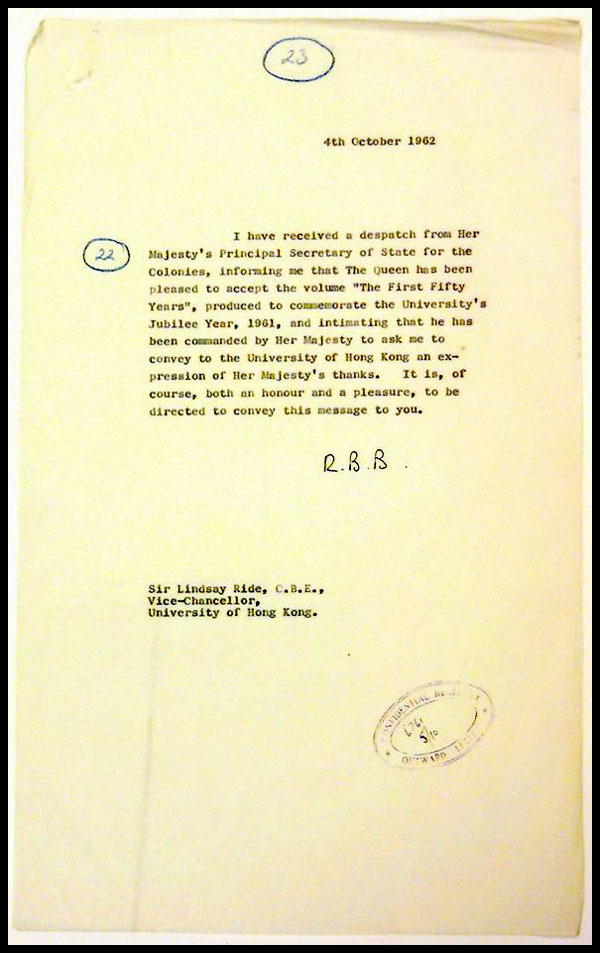 23
4th October 1962
I have received a despatch from Her
22
Majesty's Principal Secretary of State for the
Colonies, informing me that The Queen has been
pleased to accept the volume "The First Fifty
Years", produced to commemorate the University's
Jubilee Year, 1961, and intimating that he has
been commanded by Her Majesty to ask me to
convey to the University of Hong Kong an ex-
pression of Her Majesty's thanks. It is, of
course, both an honour and a pleasure, to be
directed to convey this message to you.
R.B.B.
Sir Lindsay Ride, C.B.E.,
Vice-Chancellor,
University of Hong Kong.
CONFIDENTIAL
5/10
OUTWARD